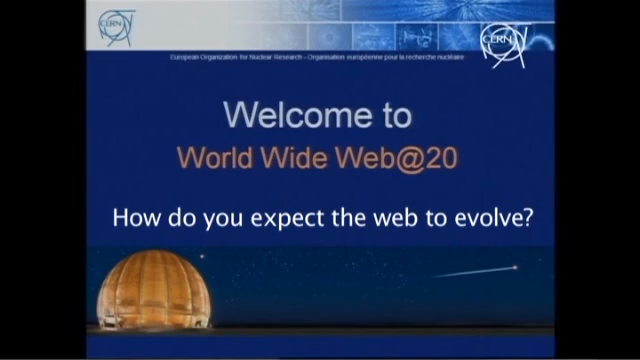 CERN
CERN
European Organization for Nuclear Research - Organisation européenne pour la recherche nucléaire
Welcome to
World Wide Web@20
How do you expect the web to evolve?